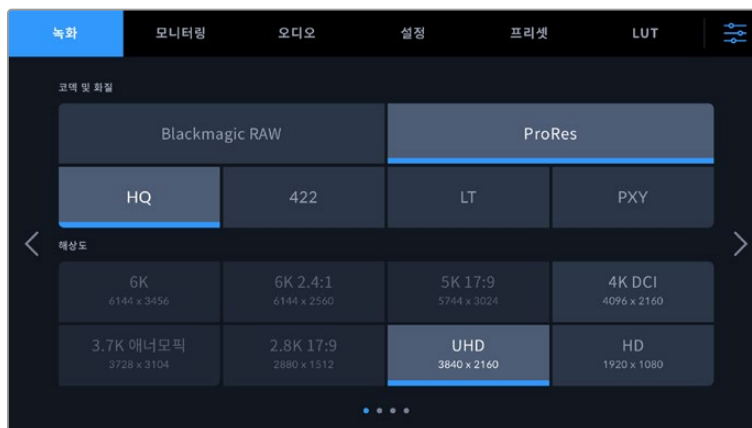 녹화 모니터링 오디오 설정 프리셋 LUT
코덱 및 화질
Blackmagic RAW ProRes
HQ 422 LT PXY
해상도
6K 6K 2.4:1 5K 17:9 4K DCI
6144 x 3456 6144 x 2560 5744 x 3024 4096 x 2160
3.7K 애너모픽 2.8K 17:9 UHD HD
3728 x 3104 2880 x 1512 3840 x 2160 1920 x 1080